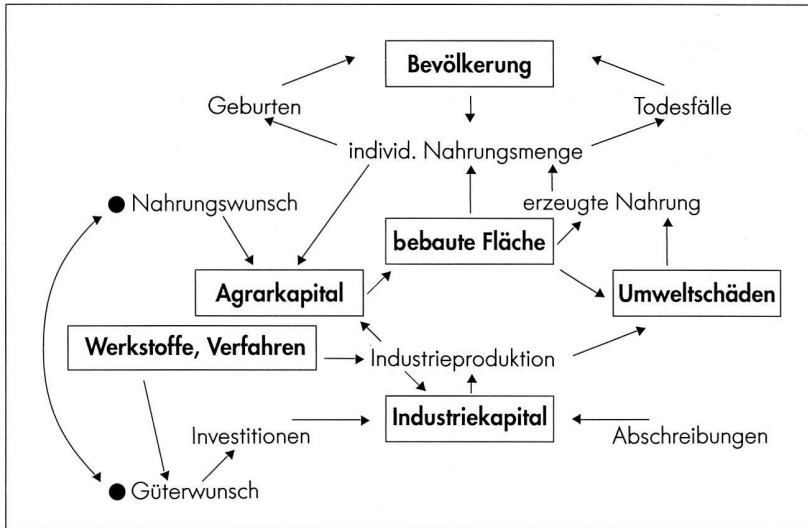 Bevölkerung
Geburten
Todesfälle
individ. Nahrungsmenge
Nahrungswunsch
erzeugte Nahrung
bebaute Fläche
Agrarkapital
Umweltschäden
Werkstoffe, Verfahren
Industrieproduktion
Investitionen
Industriekapital
Abschreibungen
Güterwunsch